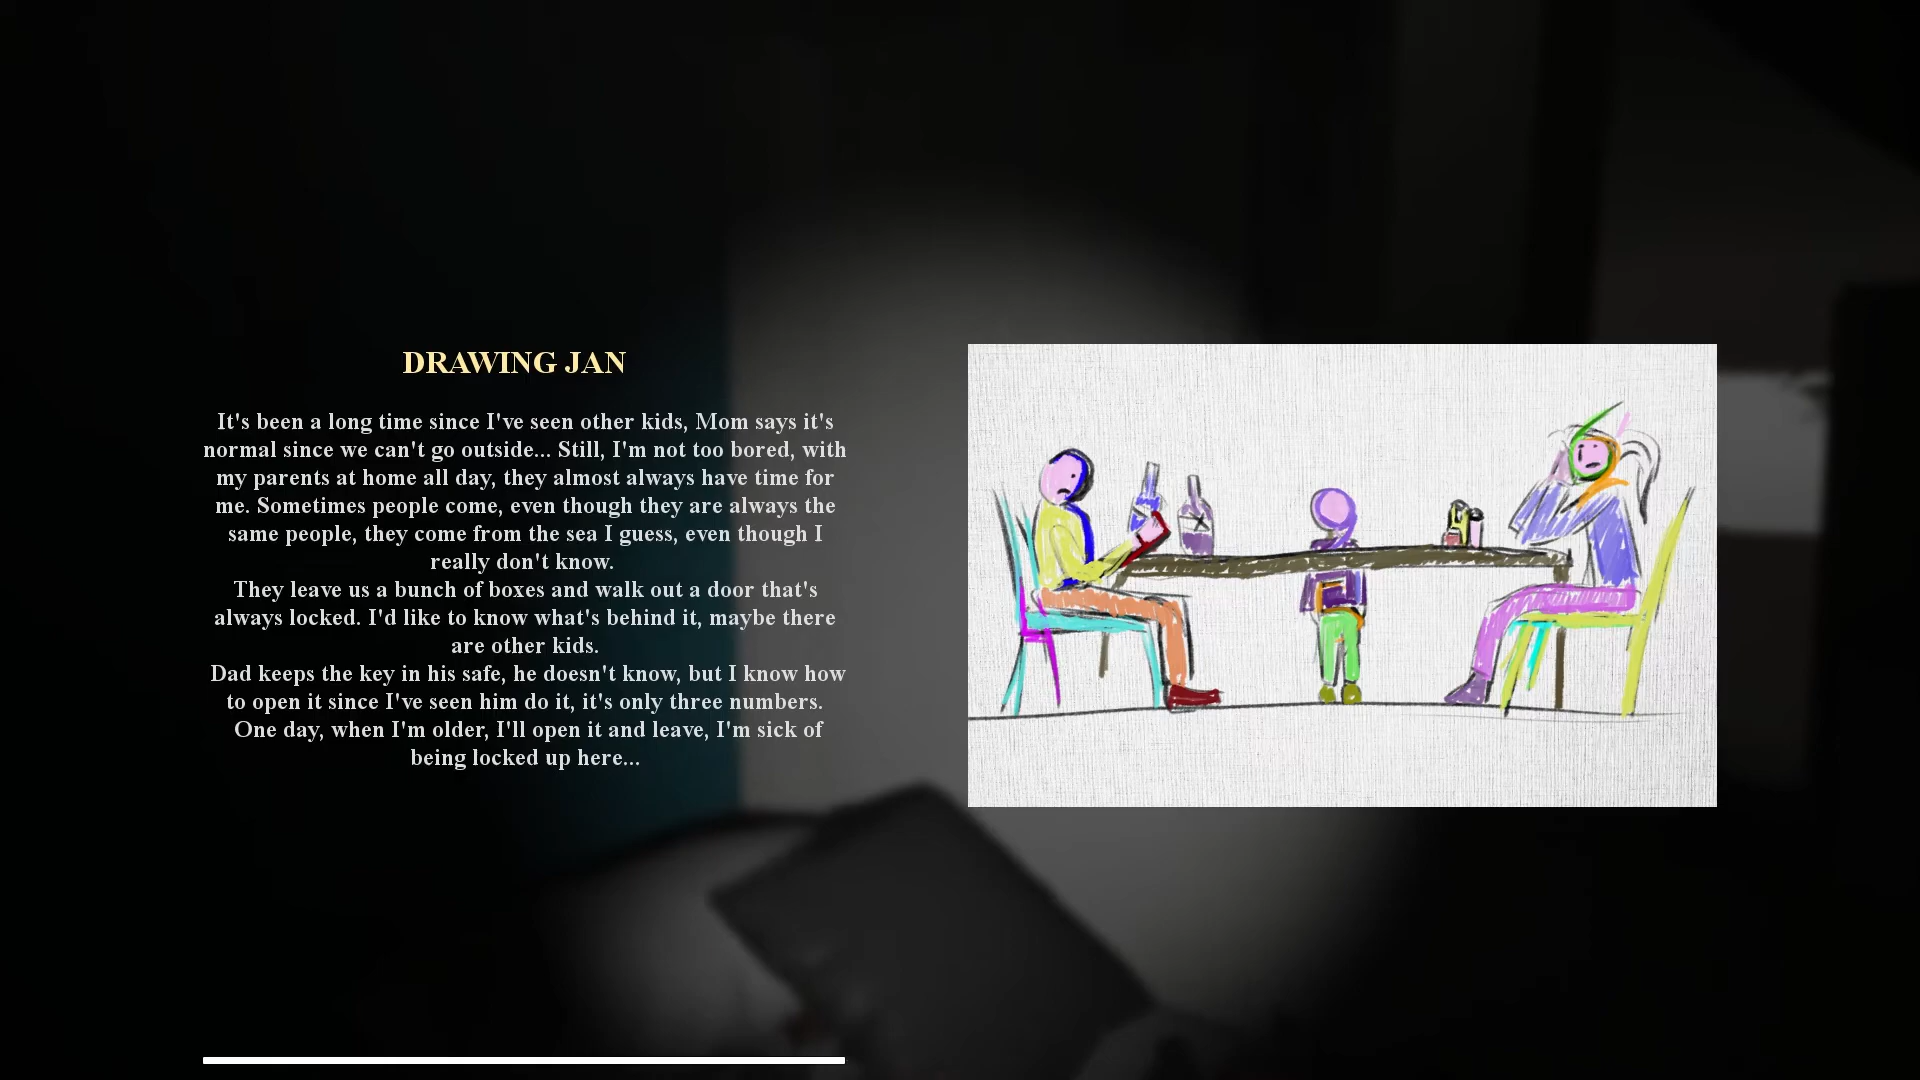 DRAWING JAN
It's been a long time since I've seen other kids, Mom says it's
normal since we can't go outside... Still, I'm not too bored, with
my parents at home all day, they almost always have time for
me. Sometimes people come, even though they are always the
same people, they come from the sea I guess, even though I
really don't know.
They leave us a bunch of boxes and walk out a door that's
always locked. I'd like to know what's behind it, maybe there
are other kids.
Dad keeps the key in his safe, he doesn't know, but I know how
to open it since I've seen him do it, it's only three numbers.
One day, when I'm older, I'll open it and leave, I'm sick of
being locked up here...